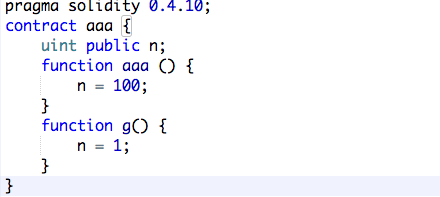 pragma solidity 0.4.10;
contract aaa {
    uint public n;
    function aaa () {
        n = 100;
    }
    function g() {
        n = 1;
    }
}